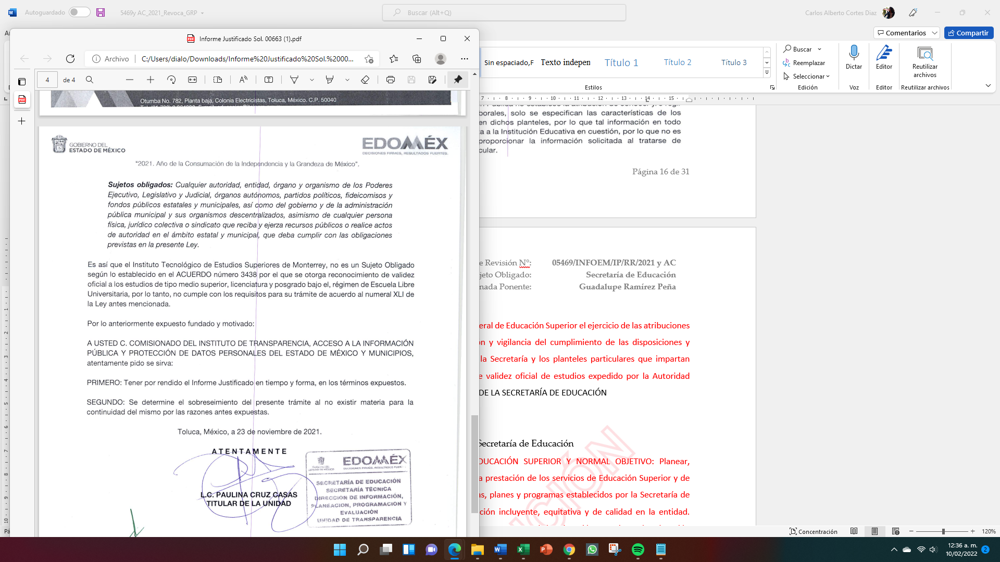 Autoguardado
5469y AC_2021_Revoca_GRP
Buscar (Alt+Q)
Carlos Alberto Cortes Diaz
Comentarios
Compartir
Informe Justificado Sol. 00663 (1).pdf
Archivo
C:/Users/dialo/Downloads/Informe%20Justificado%20Sol.%2000...
4
de 4
Sin espaciado,F
Texto indepen
Título 1
Título 2
Título 3
Estilos
Buscar
Reemplazar
Seleccionar
Edición
Dictar
Voz
Editor
Editor
Reutilizar
archivos
Reutilizar archivos
7 8 9 10 11 12 13 14 15
Otumba No. 782, Planta baja, Colonia Electricistas, Toluca, México. C.P. 50040
GOBIERNO DEL
ESTADO DE MÉXICO
EDOMÉX
DECISIONES FIRMES, RESULTADOS FUERTES.
"2021. Año de la Consumación de la Independencia y la Grandeza de México".
Sujetos obligados: Cualquier autoridad, entidad, órgano y organismo de los Poderes
Ejecutivo, Legislativo y Judicial, órganos autónomos, partidos políticos, fideicomisos y
fondos públicos estatales y municipales, así como del gobierno y de la administración
pública municipal y sus organismos descentralizados, asimismo de cualquier persona
física, jurídico colectiva o sindicato que reciba y ejerza recursos públicos o realice actos
de autoridad en el ámbito estatal y municipal, que deba cumplir con las obligaciones
previstas en la presente Ley.
Es así que el Instituto Tecnológico de Estudios Superiores de Monterrey, no es un Sujeto Obligado
según lo establecido en el ACUERDO número 3438 por el que se otorga reconocimiento de validez
oficial a los estudios de tipo medio superior, licenciatura y posgrado bajo el, régimen de Escuela Libre
Universitaria, por lo tanto, no cumple con los requisitos para su trámite de acuerdo al numeral XLI de
la Ley antes mencionada.
Por lo anteriormente expuesto fundado y motivado:
A USTED C. COMISIONADO DEL INSTITUTO DE TRANSPARENCIA, ACCESO A LA INFORMACIÓN
PÚBLICA Y PROTECCIÓN DE DATOS PERSONALES DEL ESTADO DE MÉXICO Y MUNICIPIOS,
atentamente pido se sirva:
PRIMERO: Tener por rendido el Informe Justificado en tiempo y forma, en los términos expuestos.
SEGUNDO: Se determine el sobreseimiento del presente trámite al no existir materia para la
continuidad del mismo por las razones antes expuestas.
Toluca, México, a 23 de noviembre de 2021.
ATENTAMENTE
L.C. PAULINA CRUZ CASAS
TITULAR DE LA UNIDAD
EDOMÉX
SECRETARÍA DE EDUCACIÓN
SECRETARÍA TÉCNICA
DIRECCION DE INFORMACIÓN,
PLANEACION, PROGRAMACION Y
EVALUACIÓN
UNIDAD DE TRANSPARENCIA
borales, solo se especifican las características de los
en dichos planteles, por lo que tal información en todo
a a la Institución Educativa en cuestión, por lo que no es
proporcionar la información solicitada al tratarse de
cular.
Página 16 de 31
e Revisión N°: 05469/INFOEM/IP/RR/2021 y AC
jeto Obligado: Secretaría de Educación
nada Ponente: Guadalupe Ramírez Peña
eral de Educación Superior el ejercicio de las atribuciones
n y vigilancia del cumplimiento de las disposiciones y
la Secretaría y los planteles particulares que impartan
e validez oficial de estudios expedido por la Autoridad
DE LA SECRETARÍA DE EDUCACIÓN
Secretaría de Educación
DUCACIÓN SUPERIOR Y NORMAL OBJETIVO: Planear,
a prestación de los servicios de Educación Superior y de
as, planes y programas establecidos por la Secretaría de
ción incluyente, equitativa y de calidad en la entidad.
Concentración
120%
12:36 a. m.
10/02/2022
2